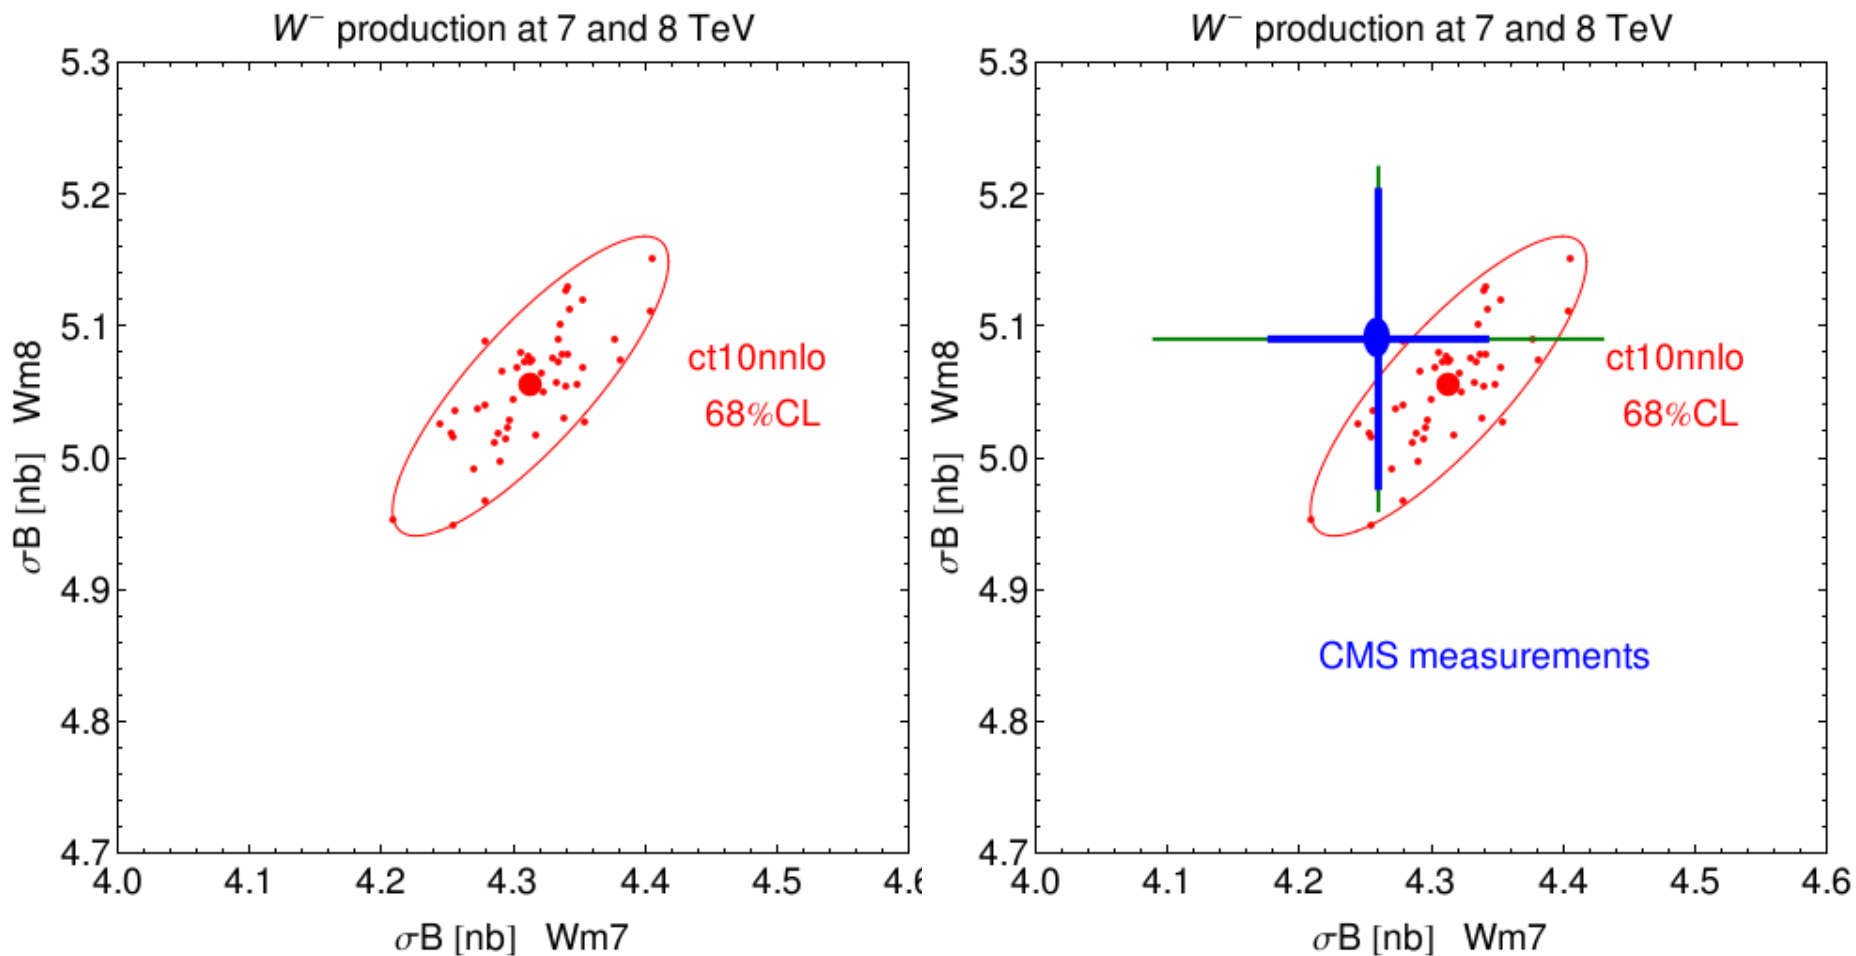 W⁻ production at 7 and 8 TeV
5.3
5.2
5.1
5.0
4.9
4.8
4.7
σB [nb] Wm8
ct10nnlo
68%CL
4.0 4.1 4.2 4.3 4.4 4.5 4.6
σB [nb] Wm7
W⁻ production at 7 and 8 TeV
5.3
5.2
5.1
5.0
4.9
4.8
4.7
σB [nb] Wm8
ct10nnlo
68%CL
CMS measurements
4.0 4.1 4.2 4.3 4.4 4.5 4.6
σB [nb] Wm7